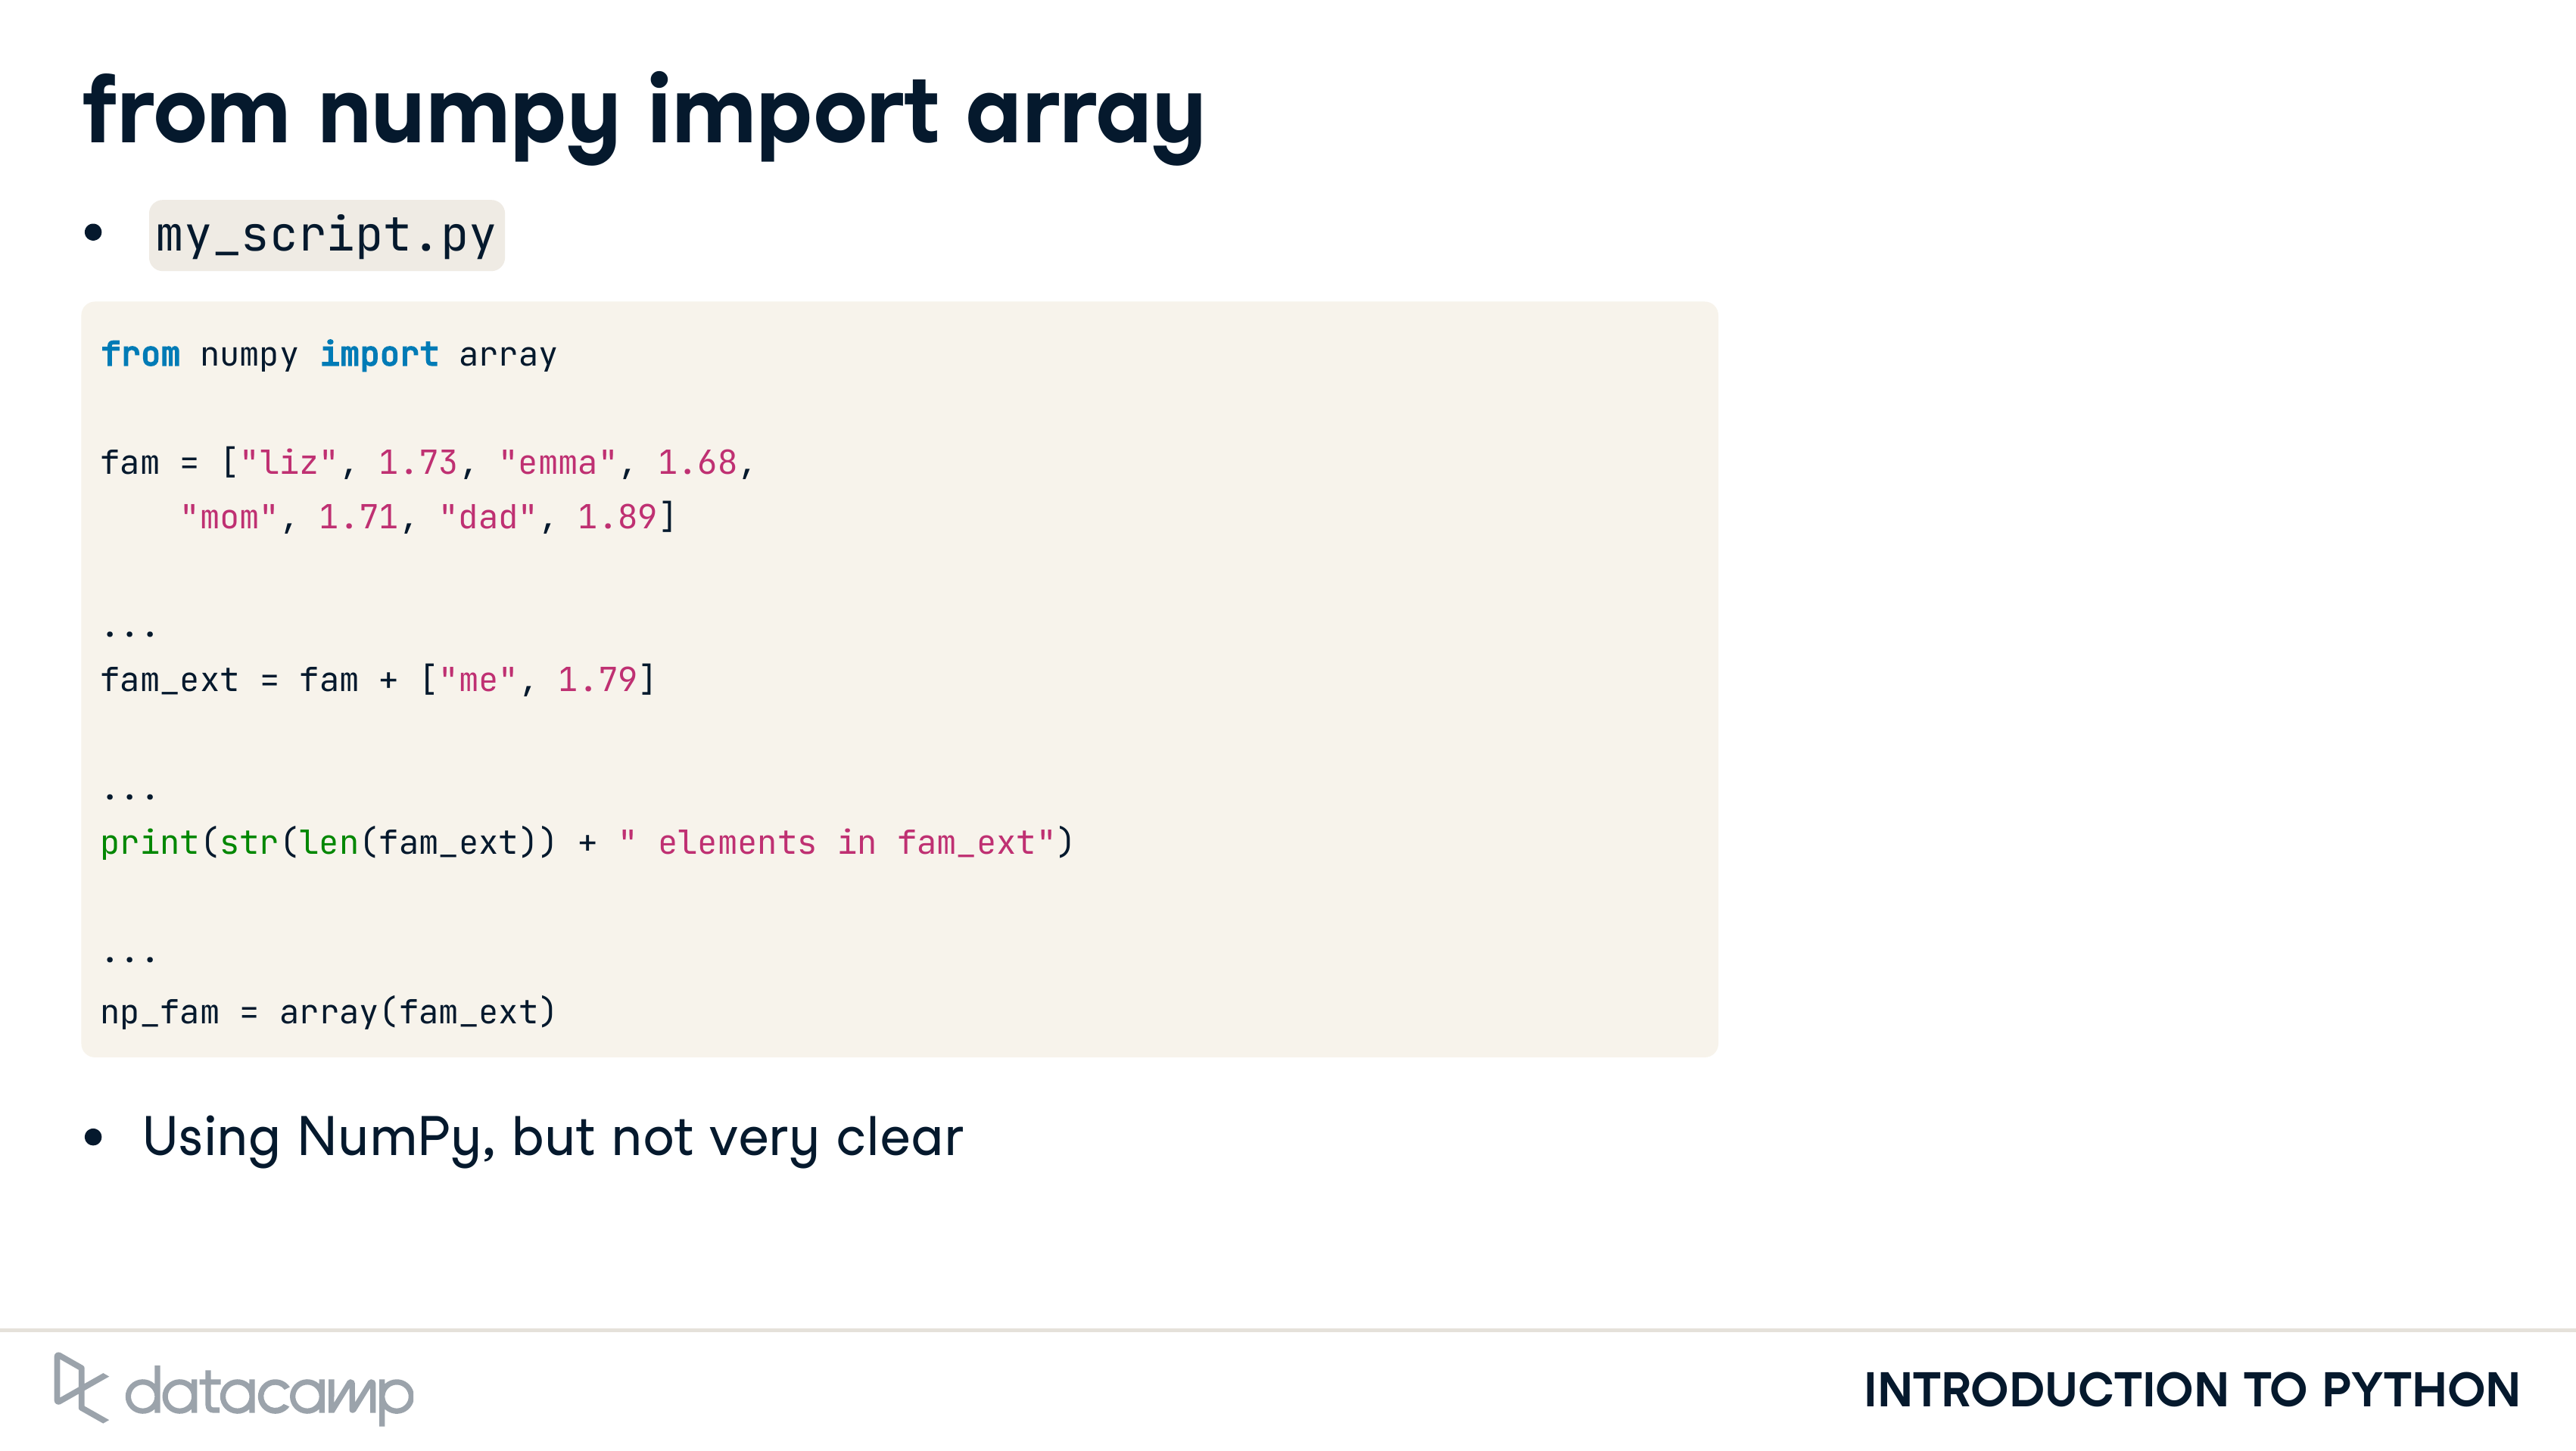 from numpy import array
• my_script.py
from numpy import array
fam = ["liz", 1.73, "emma", 1.68,
    "mom", 1.71, "dad", 1.89]
...
fam_ext = fam + ["me", 1.79]
...
print(str(len(fam_ext)) + " elements in fam_ext")
...
np_fam = array(fam_ext)
• Using NumPy, but not very clear
datacamp
INTRODUCTION TO PYTHON